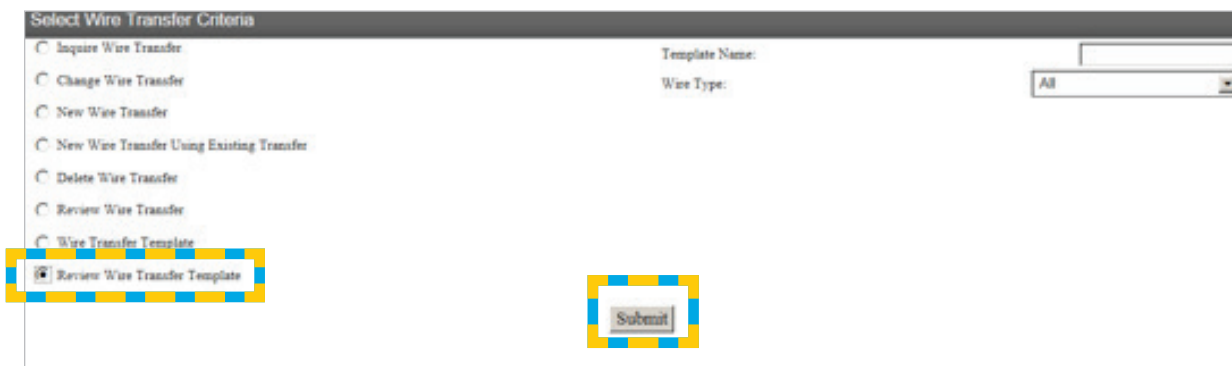 Select Wire Transfer Criteria
Inquire Wire Transfer
Template Name:
Change Wire Transfer
Wire Type:
All
New Wire Transfer
New Wire Transfer Using Existing Transfer
Delete Wire Transfer
Review Wire Transfer
Wire Transfer Template
Review Wire Transfer Template
Submit